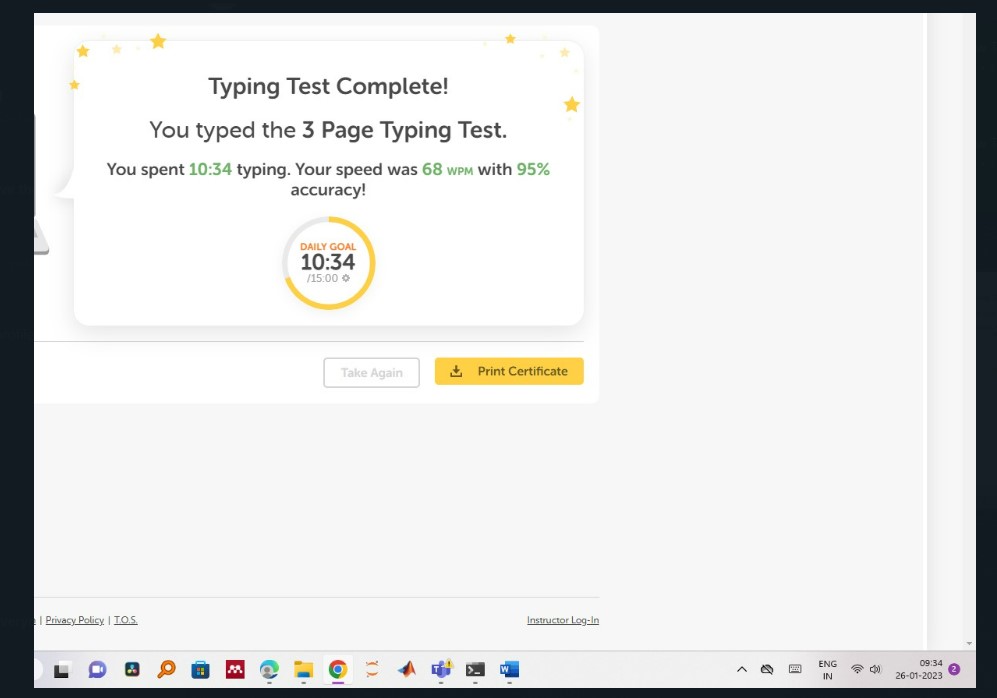 Typing Test Complete!
You typed the 3 Page Typing Test.
You spent 10:34 typing. Your speed was 68 WPM with 95%
accuracy!
DAILY GOAL
10:34
/15:00
Take Again
Print Certificate
| Privacy Policy | T.O.S.
Instructor Log-In
ENG
IN
09:34
26-01-2023
2